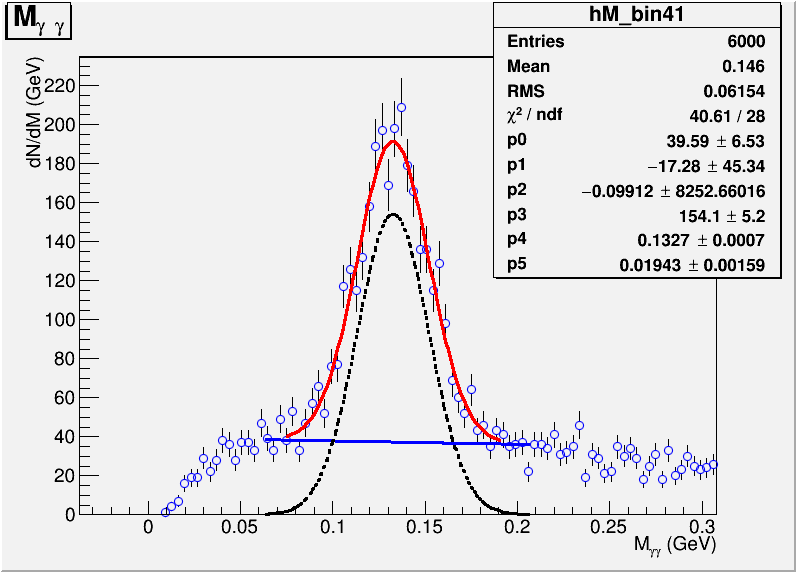 M γ γ
hM_bin41
Entries 6000
Mean 0.146
RMS 0.06154
χ² / ndf 40.61 / 28
p0 39.59 ± 6.53
p1 −17.28 ± 45.34
p2 −0.09912 ± 8252.66016
p3 154.1 ± 5.2
p4 0.1327 ± 0.0007
p5 0.01943 ± 0.00159
dN/dM (GeV)
220
200
180
160
140
120
100
80
60
40
20
0
0 0.05 0.1 0.15 0.2 0.25 0.3
M γγ (GeV)